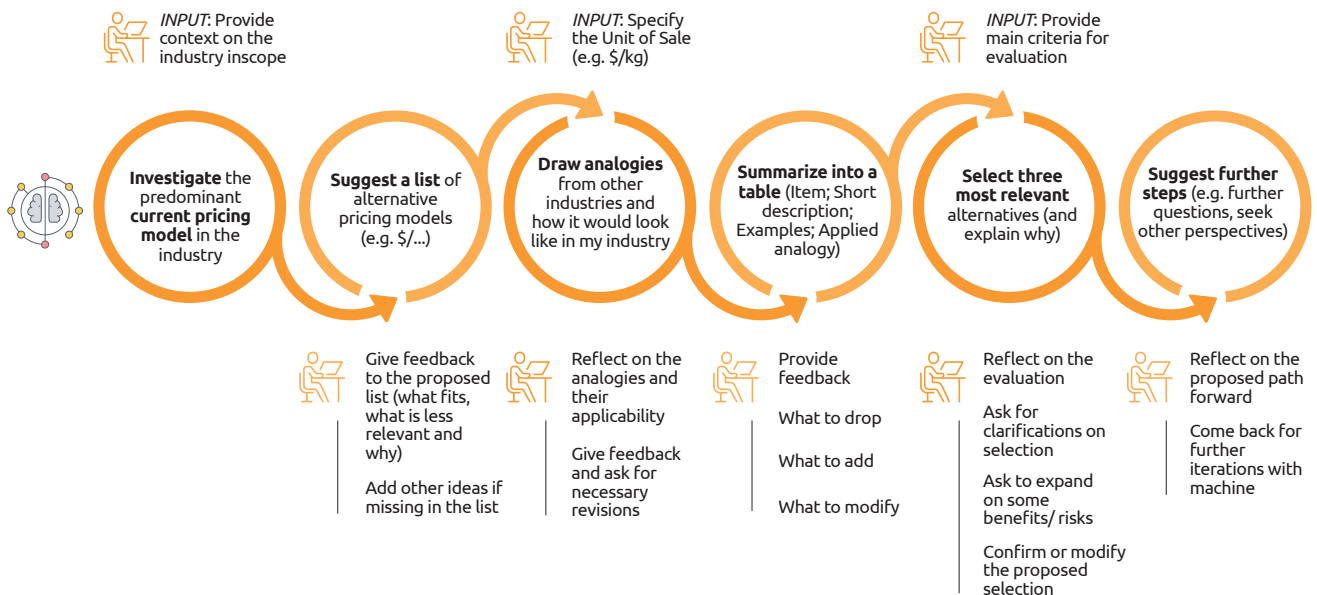 INPUT: Provide
context on the
industry inscope
INPUT: Specify
the Unit of Sale
(e.g. $/kg)
INPUT: Provide
main criteria for
evaluation
Investigate the
predominant
current pricing
model in the
industry
Suggest a list of
alternative
pricing models
(e.g. $/...)
Draw analogies
from other
industries and
how it would look
like in my industry
Summarize into a
table (Item; Short
description;
Examples; Applied
analogy)
Select three
most relevant
alternatives (and
explain why)
Suggest further
steps (e.g. further
questions, seek
other perspectives)
Give feedback
to the proposed
list (what fits,
what is less
relevant and
why)
Add other ideas if
missing in the list
Reflect on the
analogies and
their
applicability
Give feedback
and ask for
necessary
revisions
Provide
feedback
What to drop
What to add
What to modify
Reflect on the
evaluation
Ask for
clarifications on
selection
Ask to expand
on some
benefits/ risks
Confirm or modify
the proposed
selection
Reflect on the
proposed path
forward
Come back for
further
iterations with
machine